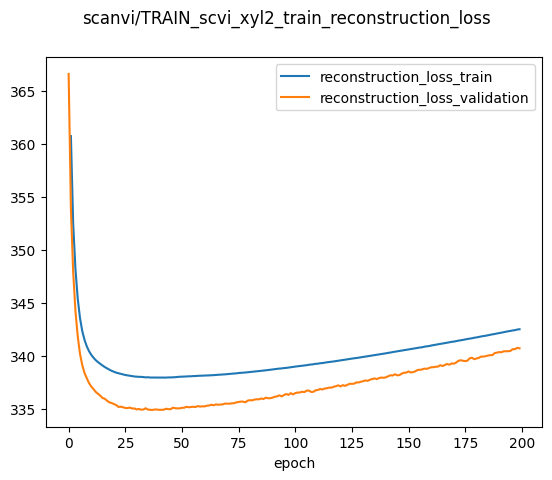 scanvi/TRAIN_scvi_xyl2_train_reconstruction_loss
reconstruction_loss_train
reconstruction_loss_validation
365
360
355
350
345
340
335
0 25 50 75 100 125 150 175 200
epoch